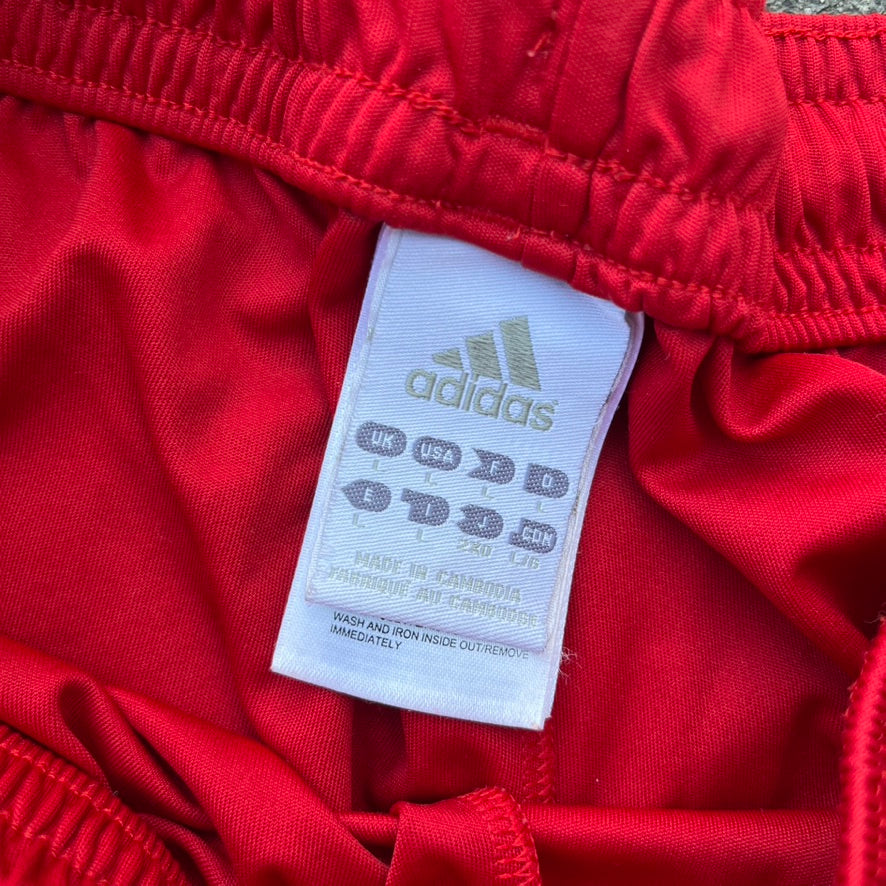 adidas
UK USA F D
L L L L
E I J CDN
L L 2XO L/G
MADE IN CAMBODIA
FABRIQUE AU CAMBODGE
WASH AND IRON INSIDE OUT/REMOVE
IMMEDIATELY